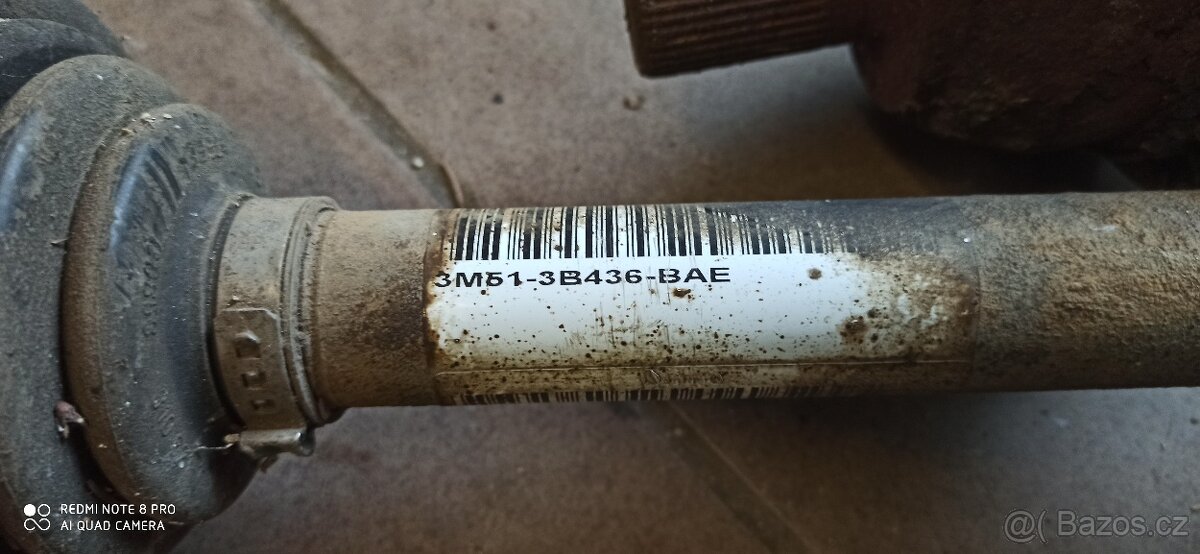 3M51-3B436-BAE
REDMI NOTE 8 PRO
AI QUAD CAMERA
@( Bazos.cz